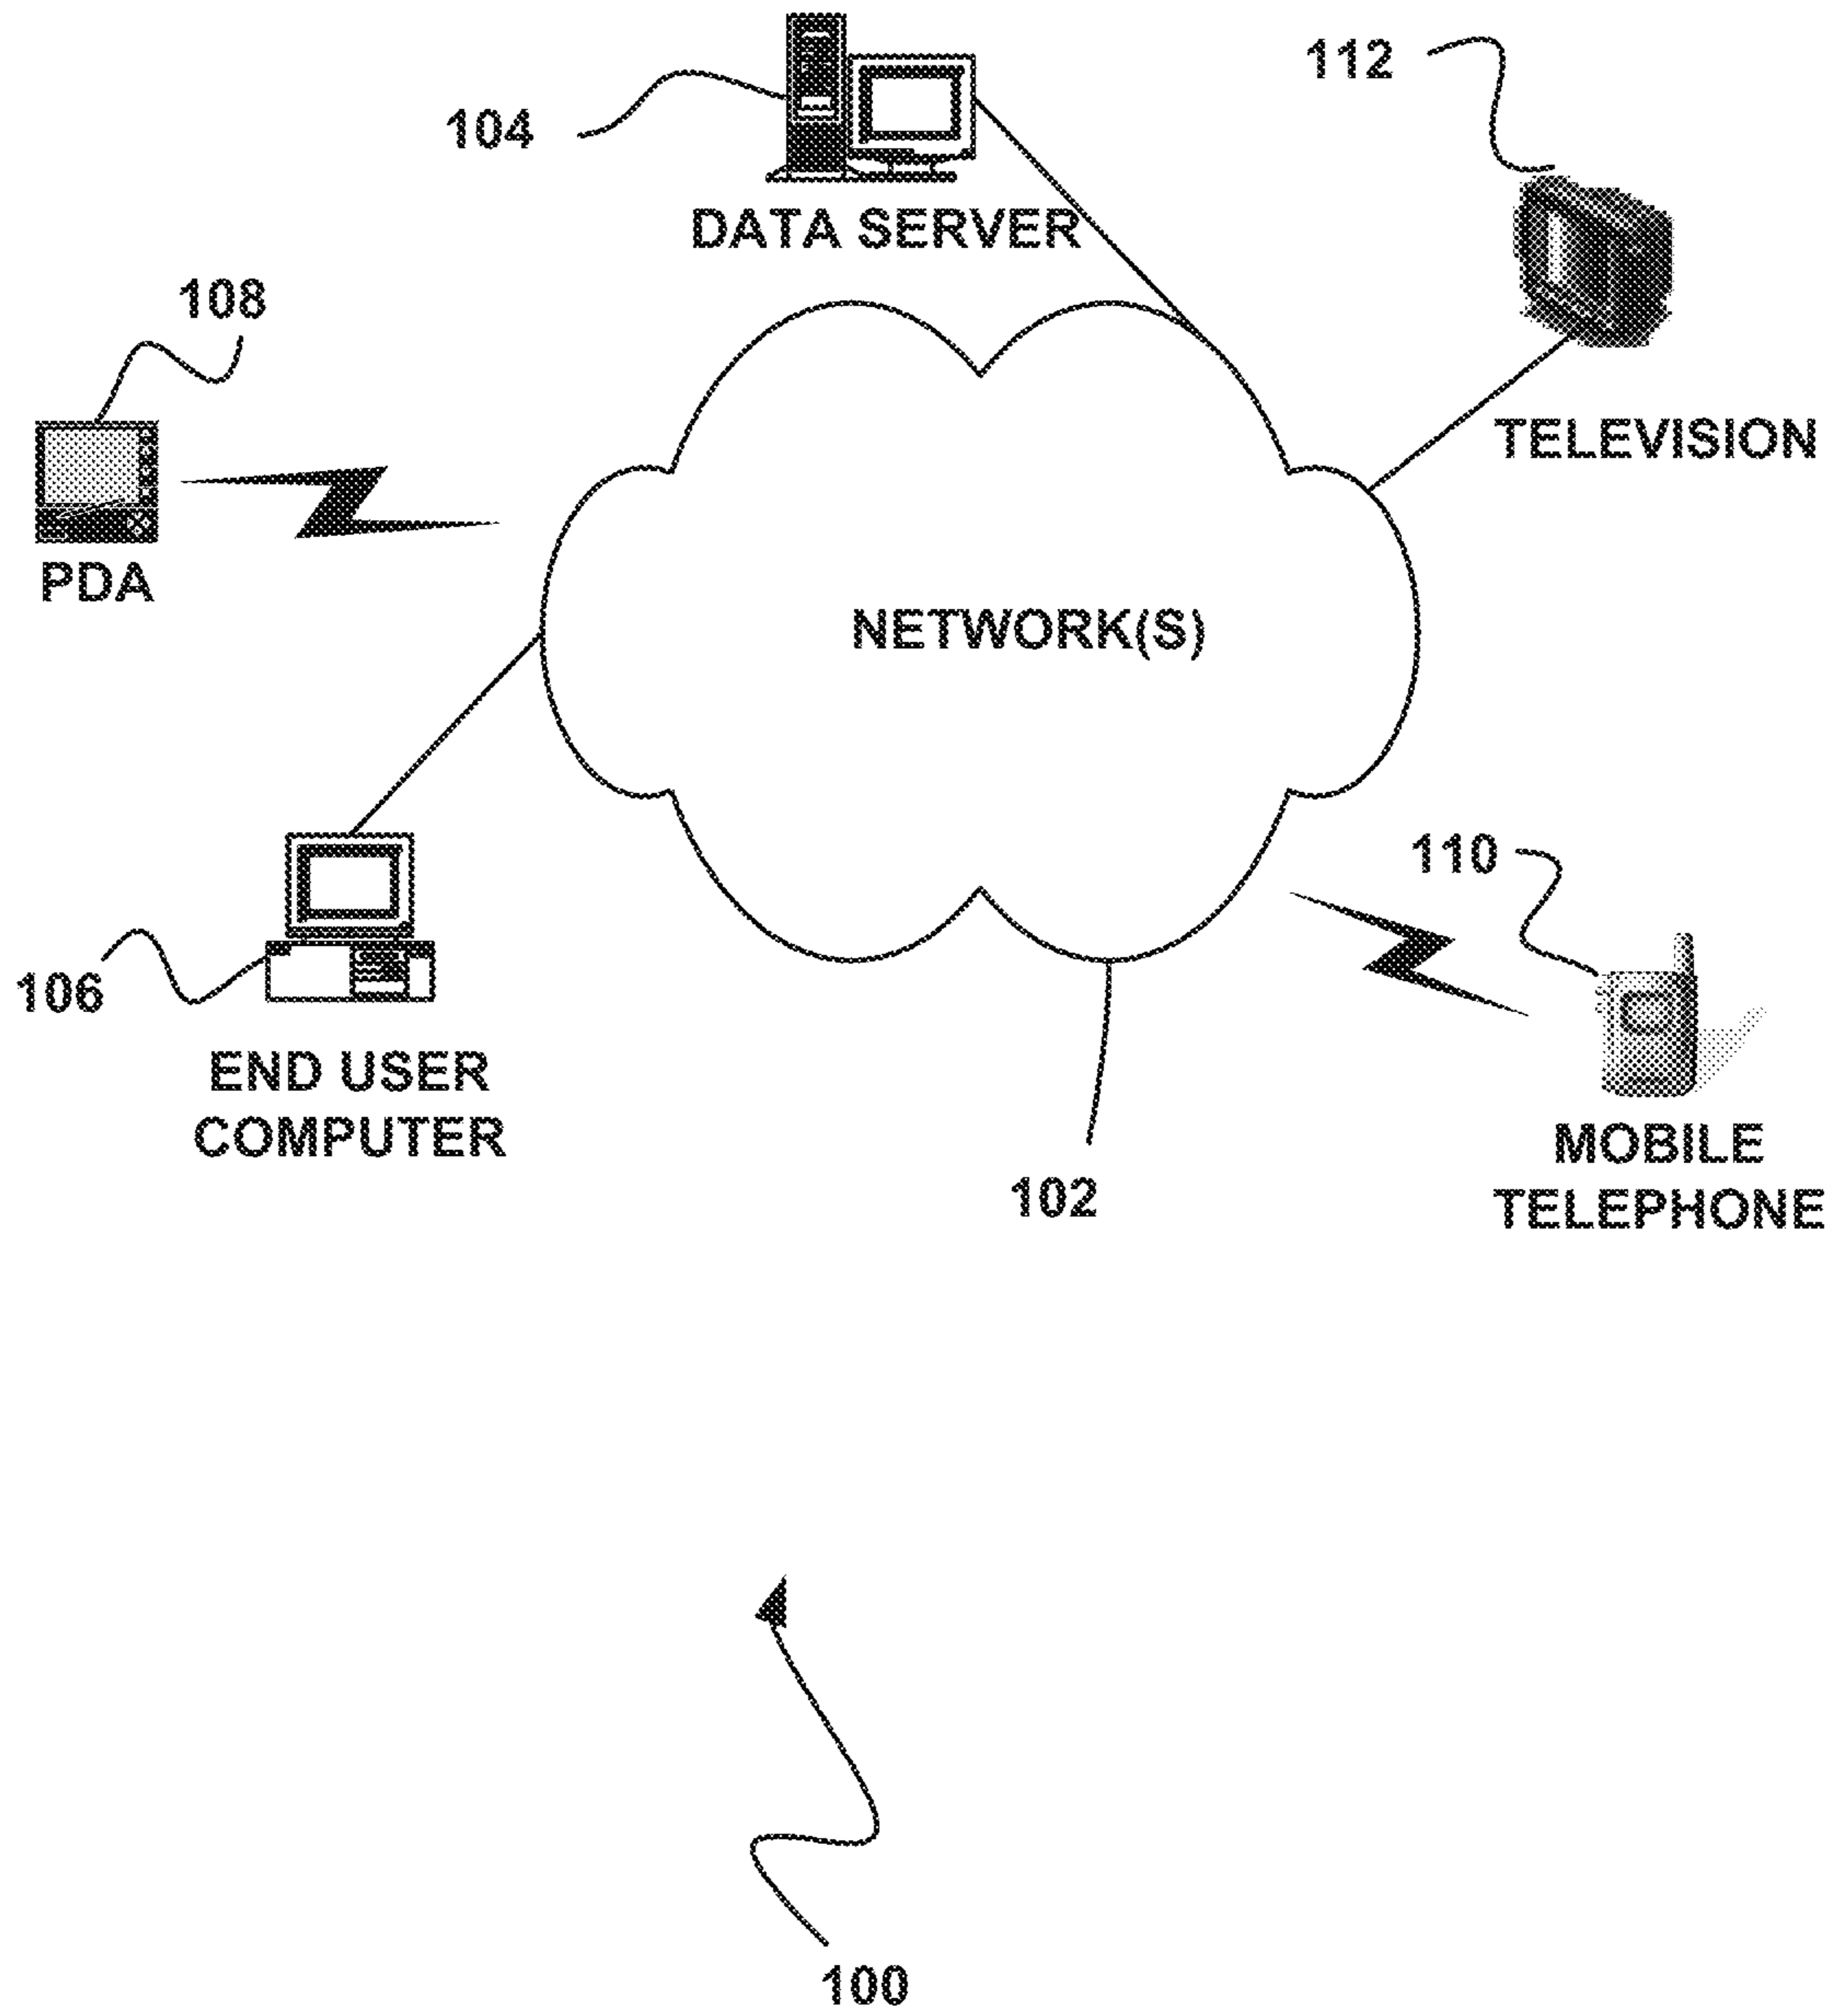 112
104
DATA SERVER
108
TELEVISION
PDA
NETWORK(S)
110
106
END USER
COMPUTER
MOBILE
TELEPHONE
102
100